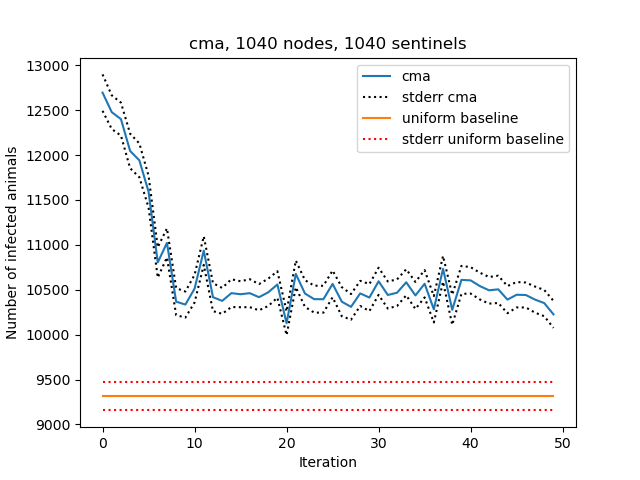 cma, 1040 nodes, 1040 sentinels
cma
stderr cma
uniform baseline
stderr uniform baseline
Number of infected animals
13000
12500
12000
11500
11000
10500
10000
9500
9000
0 10 20 30 40 50
Iteration